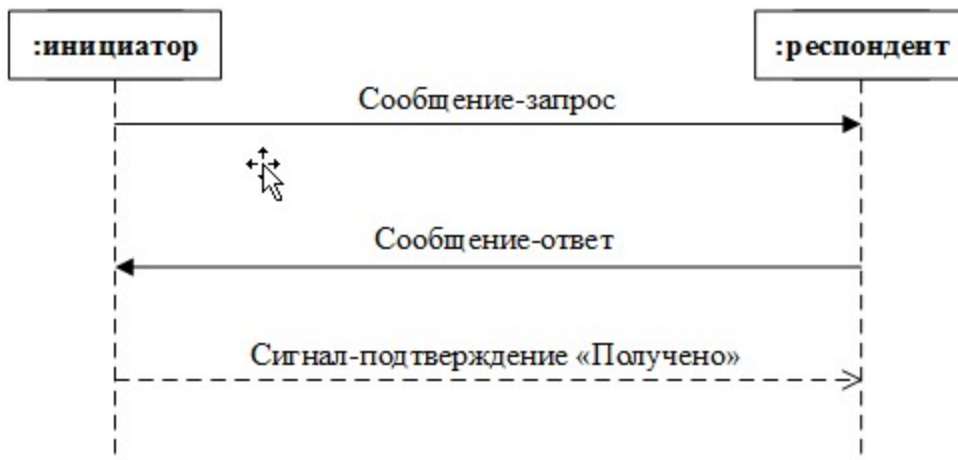 :инициатор
:респондент
Сообщение-запрос
Сообщение-ответ
Сигнал-подтверждение «Получено»